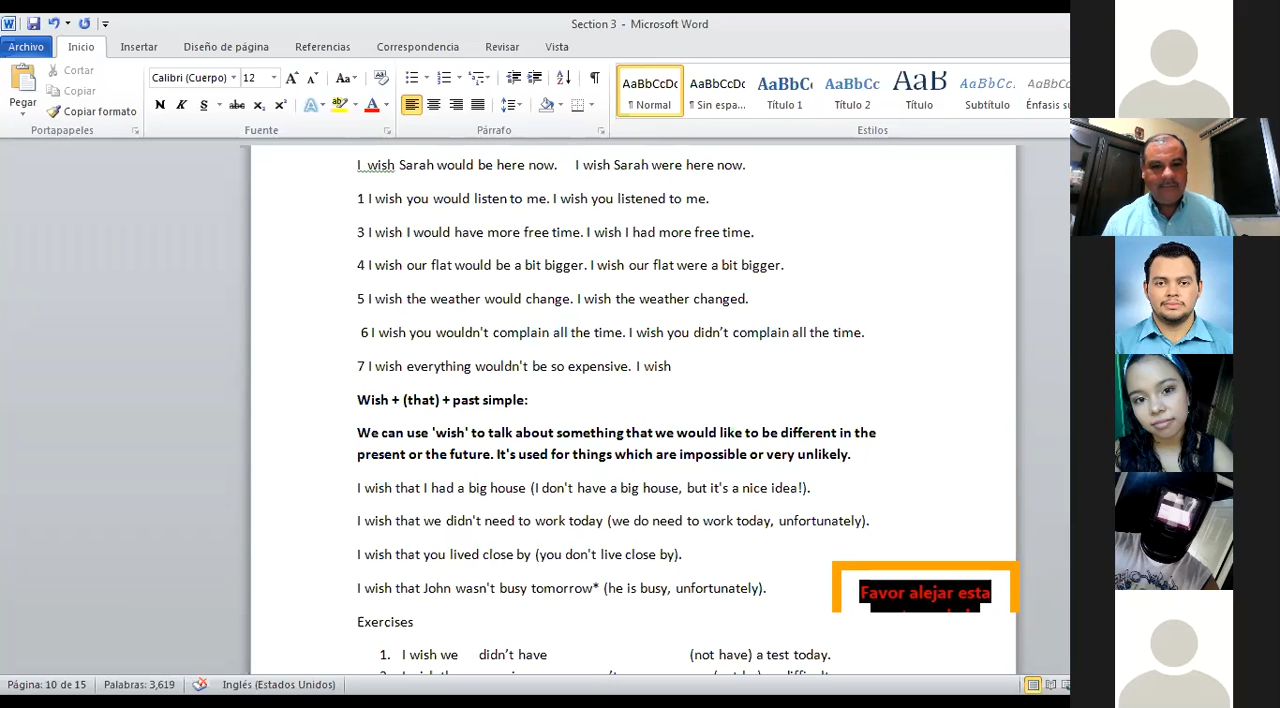 Section 3 - Microsoft Word
Archivo Inicio Insertar Diseño de página Referencias Correspondencia Revisar Vista
Pegar
Cortar
Copiar
Copiar formato
Portapapeles
Calibri (Cuerpo) 12
N K S abc x₂ x²
Fuente
Párrafo
AaBbCcDc AaBbCcDc AaBbC AaBbCc AaB AaBbCc. AaBbCc
¶ Normal ¶ Sin espa... Título 1 Título 2 Título Subtítulo Énfasis su
Estilos
I wish Sarah would be here now. I wish Sarah were here now.
1 I wish you would listen to me. I wish you listened to me.
3 I wish I would have more free time. I wish I had more free time.
4 I wish our flat would be a bit bigger. I wish our flat were a bit bigger.
5 I wish the weather would change. I wish the weather changed.
6 I wish you wouldn't complain all the time. I wish you didn’t complain all the time.
7 I wish everything wouldn't be so expensive. I wish
Wish + (that) + past simple:
We can use 'wish' to talk about something that we would like to be different in the
present or the future. It's used for things which are impossible or very unlikely.
I wish that I had a big house (I don't have a big house, but it's a nice idea!).
I wish that we didn't need to work today (we do need to work today, unfortunately).
I wish that you lived close by (you don't live close by).
I wish that John wasn't busy tomorrow* (he is busy, unfortunately).
Favor alejar esta
Exercises
1. I wish we didn’t have (not have) a test today.
Página: 10 de 15 Palabras: 3,619 Inglés (Estados Unidos)